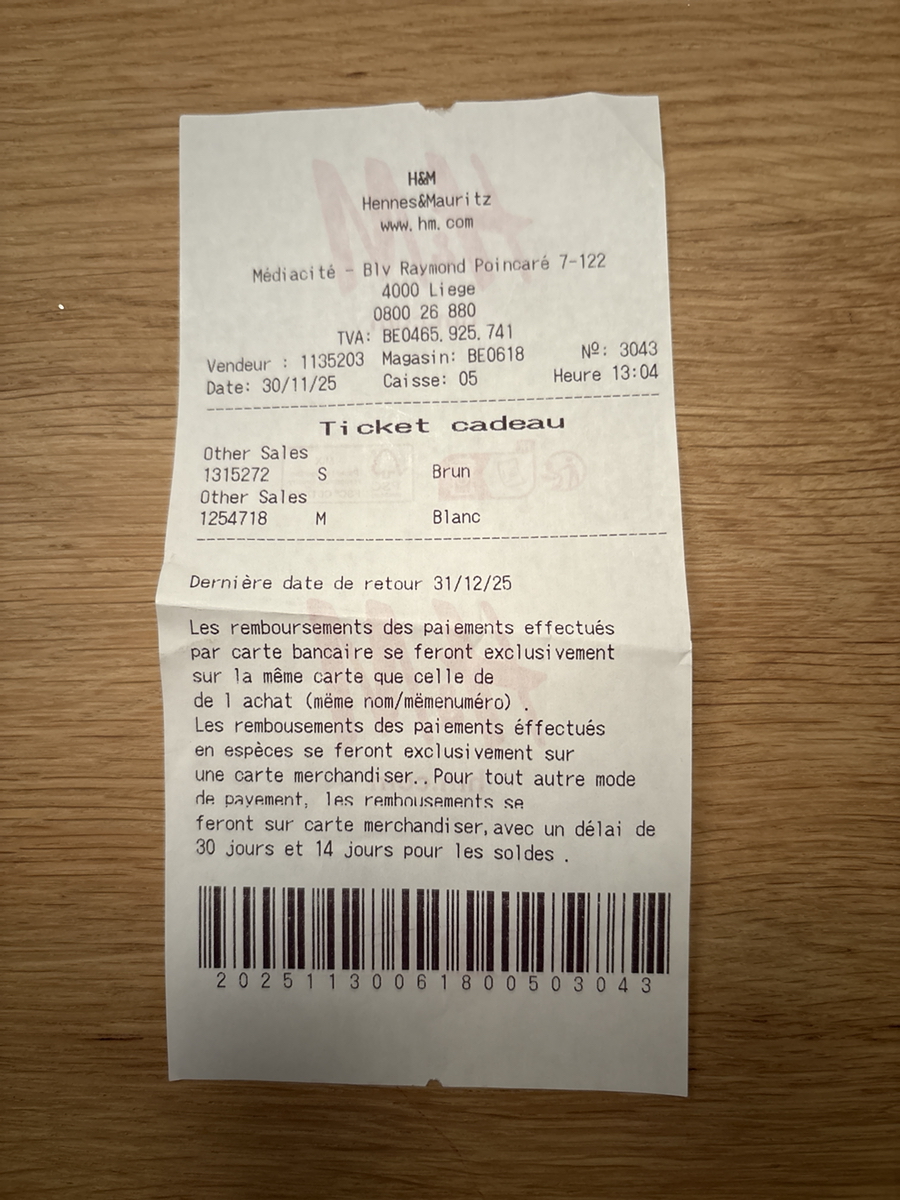 H&M
Hennes&Mauritz
www.hm.com
Médiacité - Blv Raymond Poincaré 7-122
4000 Liege
0800 26 880
TVA: BE0465.925.741
Vendeur : 1135203 Magasin: BE0618 Nº: 3043
Date: 30/11/25 Caisse: 05 Heure 13:04
Ticket cadeau
Other Sales
1315272 S Brun
Other Sales
1254718 M Blanc
Dernière date de retour 31/12/25
Les remboursements des paiements effectués
par carte bancaire se feront exclusivement
sur la même carte que celle de
de l achat (mëme nom/mëmenuméro) .
Les rembousements des paiements éffectués
en espèces se feront exclusivement sur
une carte merchandiser..Pour tout autre mode
de payement, les rembousements se
feront sur carte merchandiser,avec un délai de
30 jours et 14 jours pour les soldes .
2025113006180050 3043